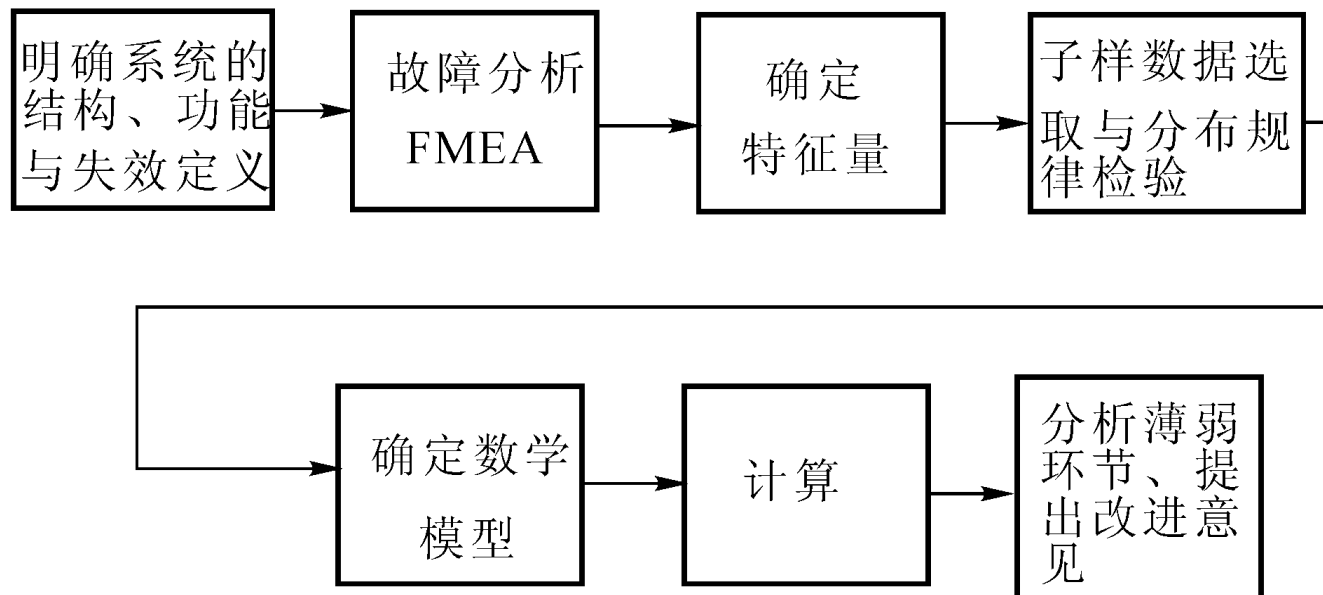 明确系统的
结构、功能
与失效定义
故障分析
FMEA
确定
特征量
子样数据选
取与分布规
律检验
确定数学
模型
计算
分析薄弱
环节、提
出改进意
见